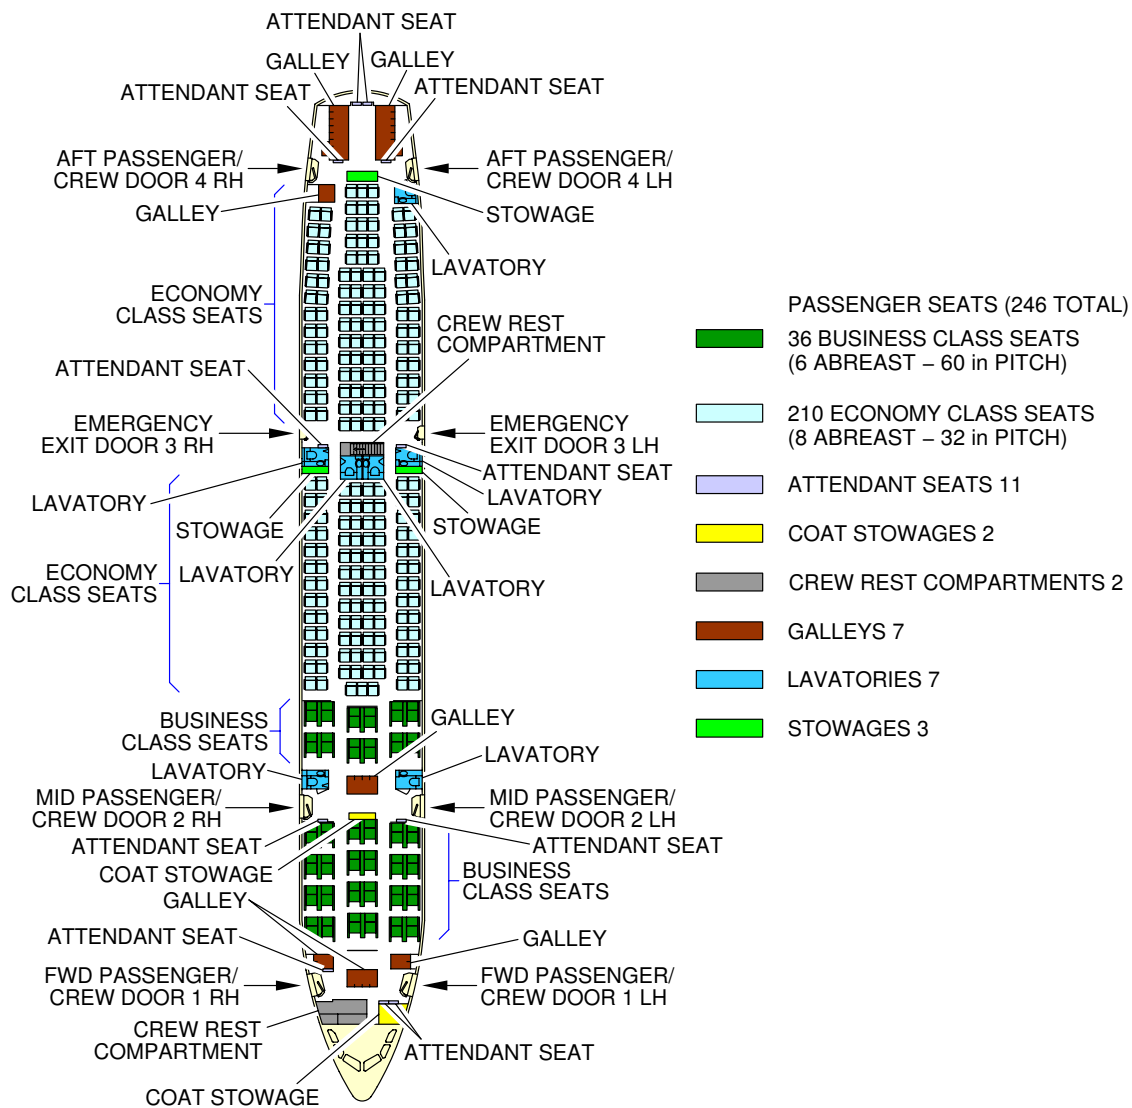 ATTENDANT SEAT
GALLEY
GALLEY
ATTENDANT SEAT
ATTENDANT SEAT
AFT PASSENGER/
CREW DOOR 4 RH
AFT PASSENGER/
CREW DOOR 4 LH
GALLEY
STOWAGE
LAVATORY
ECONOMY
CLASS SEATS
CREW REST
COMPARTMENT
ATTENDANT SEAT
EMERGENCY
EXIT DOOR 3 RH
EMERGENCY
EXIT DOOR 3 LH
ATTENDANT SEAT
LAVATORY
LAVATORY
STOWAGE
STOWAGE
LAVATORY
LAVATORY
ECONOMY
CLASS SEATS
BUSINESS
CLASS SEATS
GALLEY
LAVATORY
LAVATORY
MID PASSENGER/
CREW DOOR 2 RH
MID PASSENGER/
CREW DOOR 2 LH
ATTENDANT SEAT
ATTENDANT SEAT
COAT STOWAGE
BUSINESS
CLASS SEATS
GALLEY
ATTENDANT SEAT
GALLEY
FWD PASSENGER/
CREW DOOR 1 RH
FWD PASSENGER/
CREW DOOR 1 LH
CREW REST
COMPARTMENT
ATTENDANT SEAT
COAT STOWAGE
PASSENGER SEATS (246 TOTAL)
36 BUSINESS CLASS SEATS
(6 ABREAST – 60 in PITCH)
210 ECONOMY CLASS SEATS
(8 ABREAST – 32 in PITCH)
ATTENDANT SEATS 11
COAT STOWAGES 2
CREW REST COMPARTMENTS 2
GALLEYS 7
LAVATORIES 7
STOWAGES 3